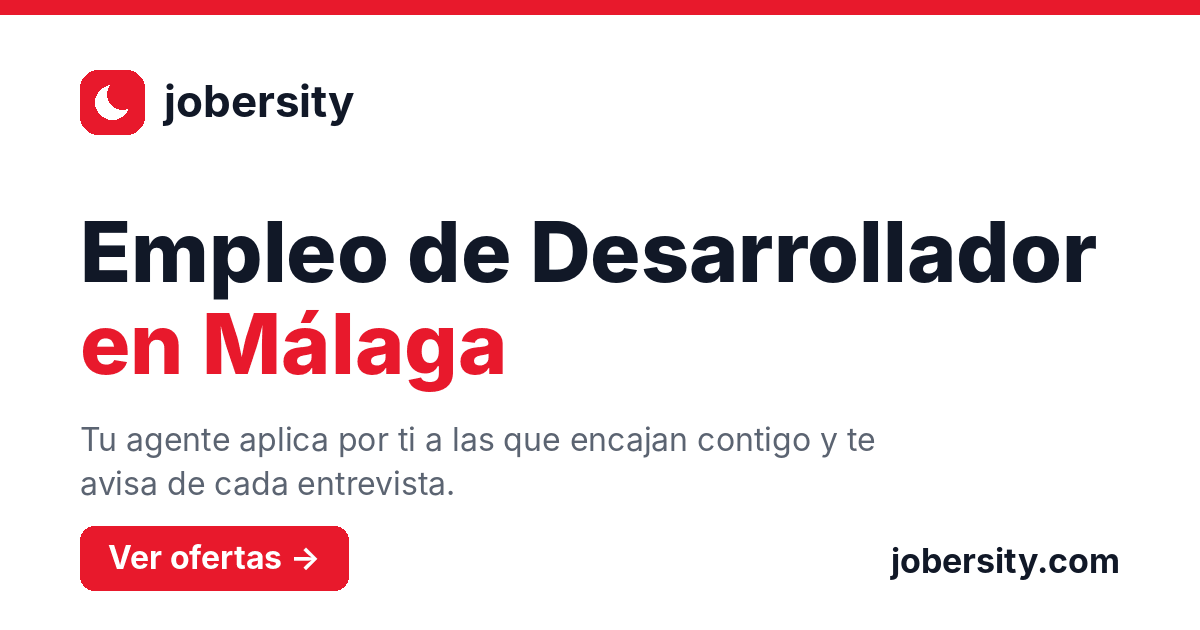 jobersity
Empleo de Desarrollador
en Málaga
Tu agente aplica por ti a las que encajan contigo y te
avisa de cada entrevista.
Ver ofertas →
jobersity.com